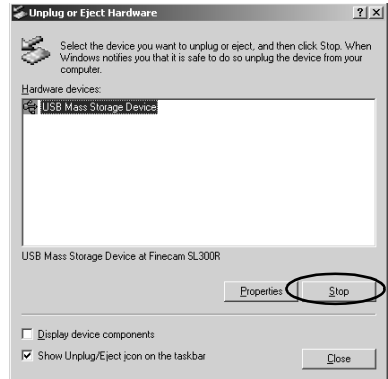 Unplug or Eject Hardware
Select the device you want to unplug or eject, and then click Stop. When
Windows notifies you that it is safe to do so unplug the device from your
computer.
Hardware devices:
USB Mass Storage Device
USB Mass Storage Device at Finecam SL300R
Properties
Stop
Display device components
Show Unplug/Eject icon on the taskbar
Close